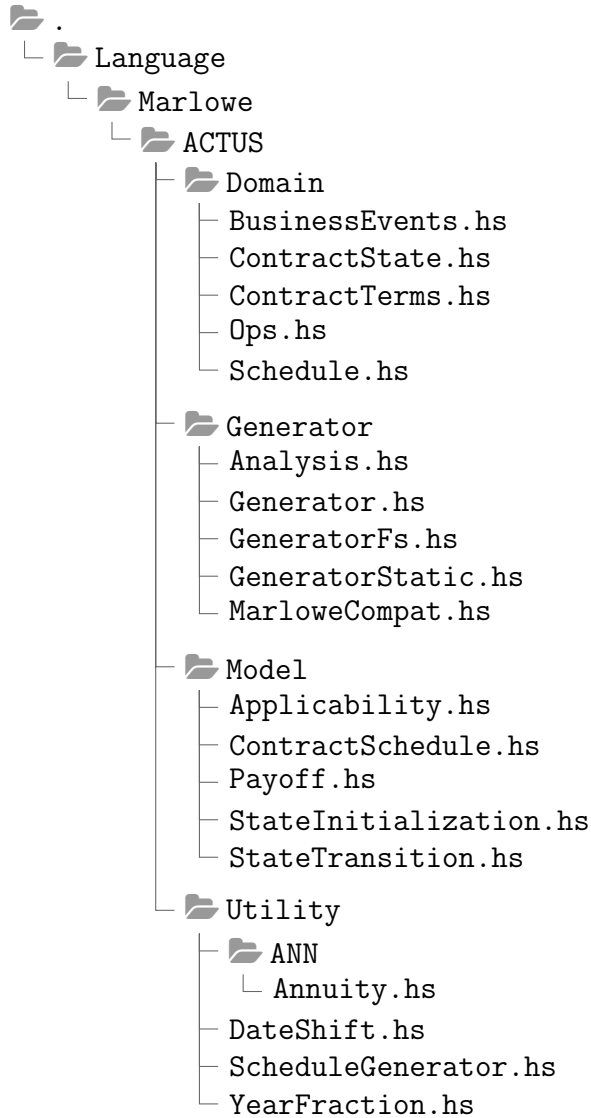 .
Language
Marlowe
ACTUS
Domain
BusinessEvents.hs
ContractState.hs
ContractTerms.hs
Ops.hs
Schedule.hs
Generator
Analysis.hs
Generator.hs
GeneratorFs.hs
GeneratorStatic.hs
MarloweCompat.hs
Model
Applicability.hs
ContractSchedule.hs
Payoff.hs
StateInitialization.hs
StateTransition.hs
Utility
ANN
Annuity.hs
DateShift.hs
ScheduleGenerator.hs
YearFraction.hs